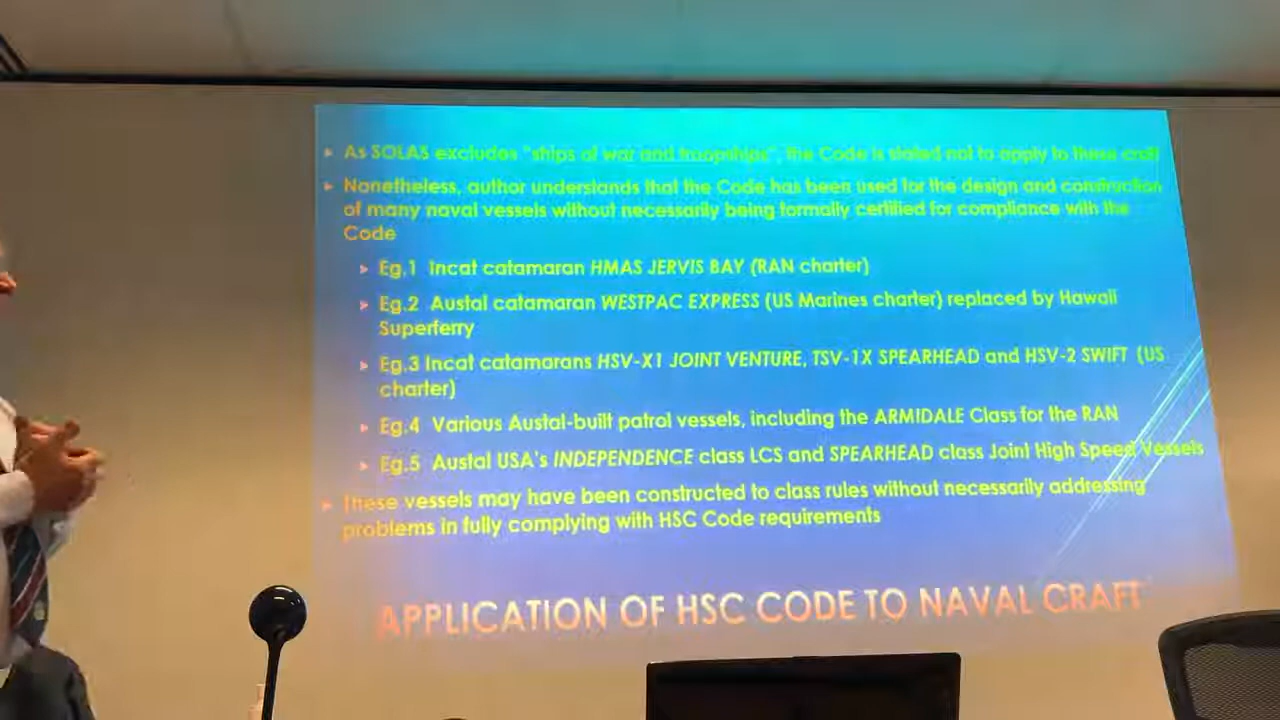 As SOLAS excludes "ships of war and troopships", the Code is stated not to apply to these craft
Nonetheless, author understands that the Code has been used for the design and construction
of many naval vessels without necessarily being formally certified for compliance with the
Code
Eg.1 Incat catamaran HMAS JERVIS BAY (RAN charter)
Eg.2 Austal catamaran WESTPAC EXPRESS (US Marines charter) replaced by Hawaii
Superferry
Eg.3 Incat catamarans HSV-X1 JOINT VENTURE, TSV-1X SPEARHEAD and HSV-2 SWIFT (US
charter)
Eg.4 Various Austal-built patrol vessels, including the ARMIDALE Class for the RAN
Eg.5 Austal USA's INDEPENDENCE class LCS and SPEARHEAD class Joint High Speed Vessels
These vessels may have been constructed to class rules without necessarily addressing
problems in fully complying with HSC Code requirements
APPLICATION OF HSC CODE TO NAVAL CRAFT